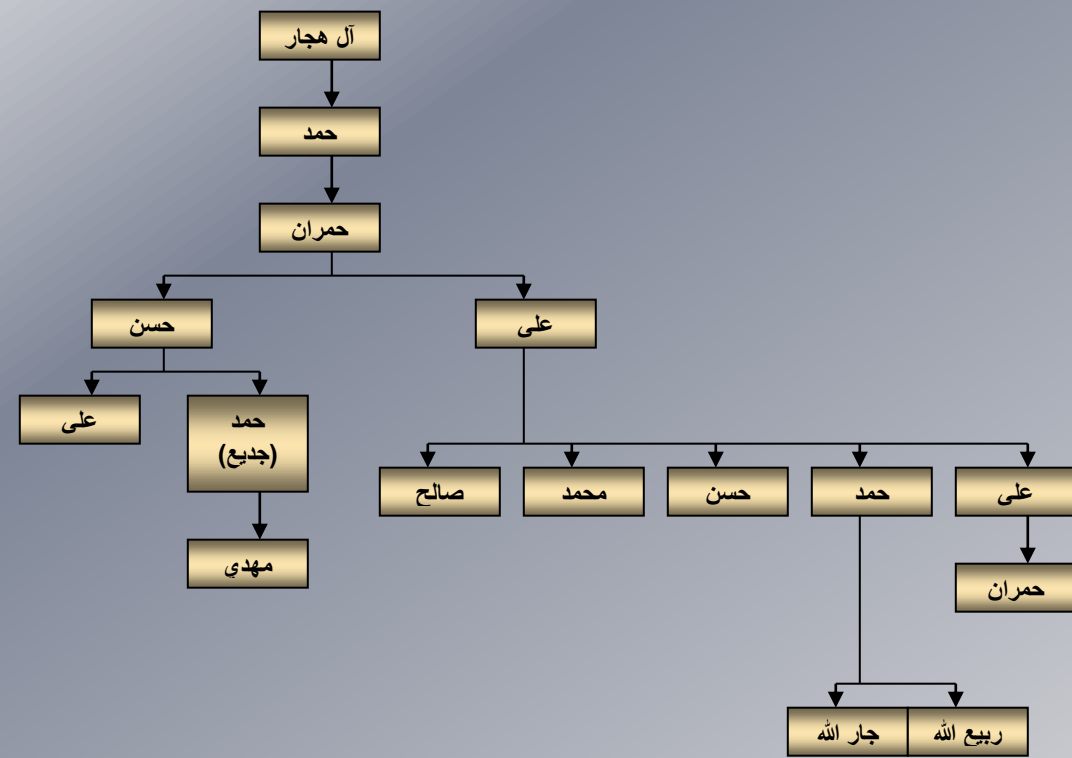 آل هجار
حمد
حمران
على
حسن
على
حمد
(جديع)
على
حمد
حسن
محمد
صالح
مهدي
حمران
ربيع الله
جار الله